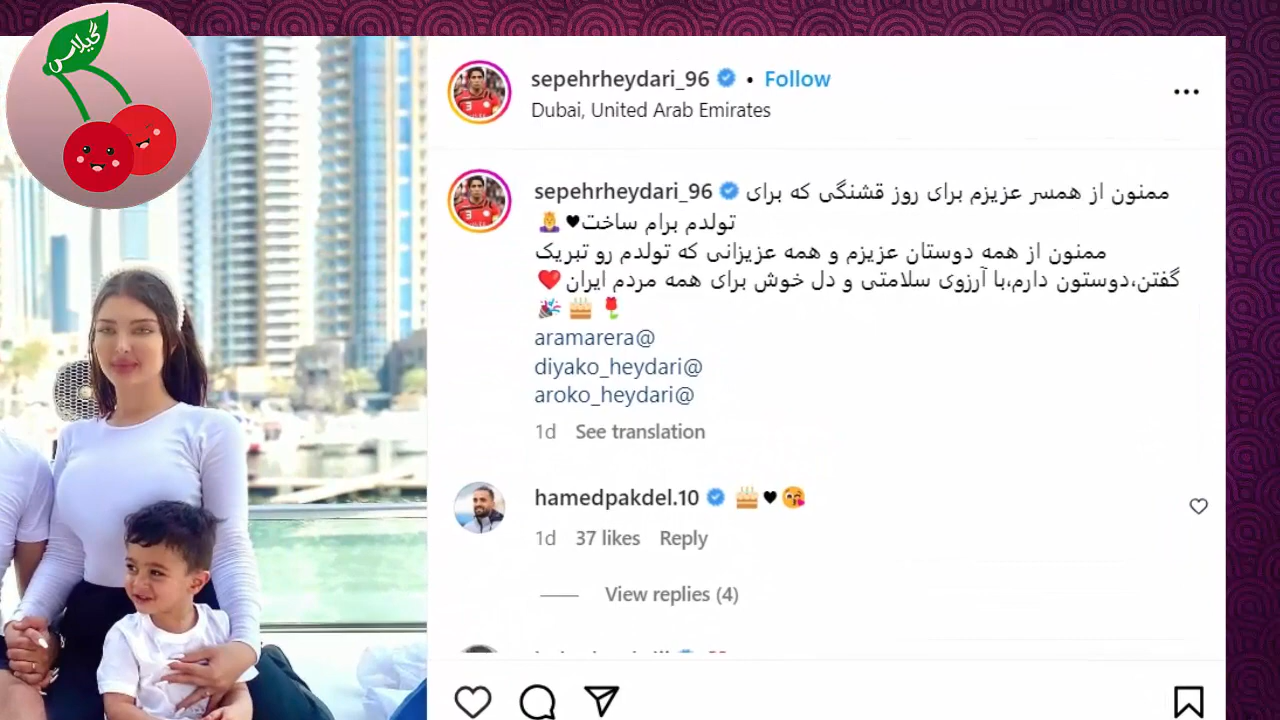 گیلاس
sepehrheydari_96 • Follow
Dubai, United Arab Emirates
sepehrheydari_96 ممنون از همسر عزیزم برای روز قشنگی که برای
تولدم برام ساخت♥👸
ممنون از همه دوستان عزیزم و همه عزیزانی که تولدم رو تبریک
گفتن،دوستون دارم،با آرزوی سلامتی و دل خوش برای همه مردم ایران ❤️
🌹 🎂 🎉
aramarera@
diyako_heydari@
aroko_heydari@
1d See translation
hamedpakdel.10 🎂♥😘
1d 37 likes Reply
View replies (4)